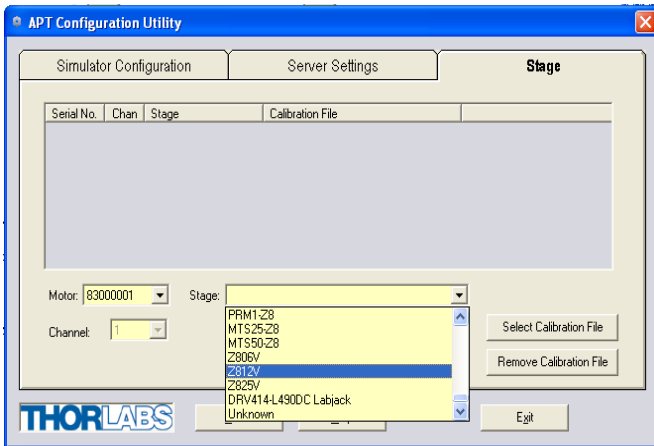 APT Configuration Utility
Simulator Configuration Server Settings Stage
Serial No. Chan Stage Calibration File
Motor: 83000001 Stage:
Channel: 1
PRM1-Z8
MTS25-Z8
MTS50-Z8
Z806V
Z812V
Z825V
DRV414-L490DC Labjack
Unknown
Select Calibration File
Remove Calibration File
THORLABS
Exit